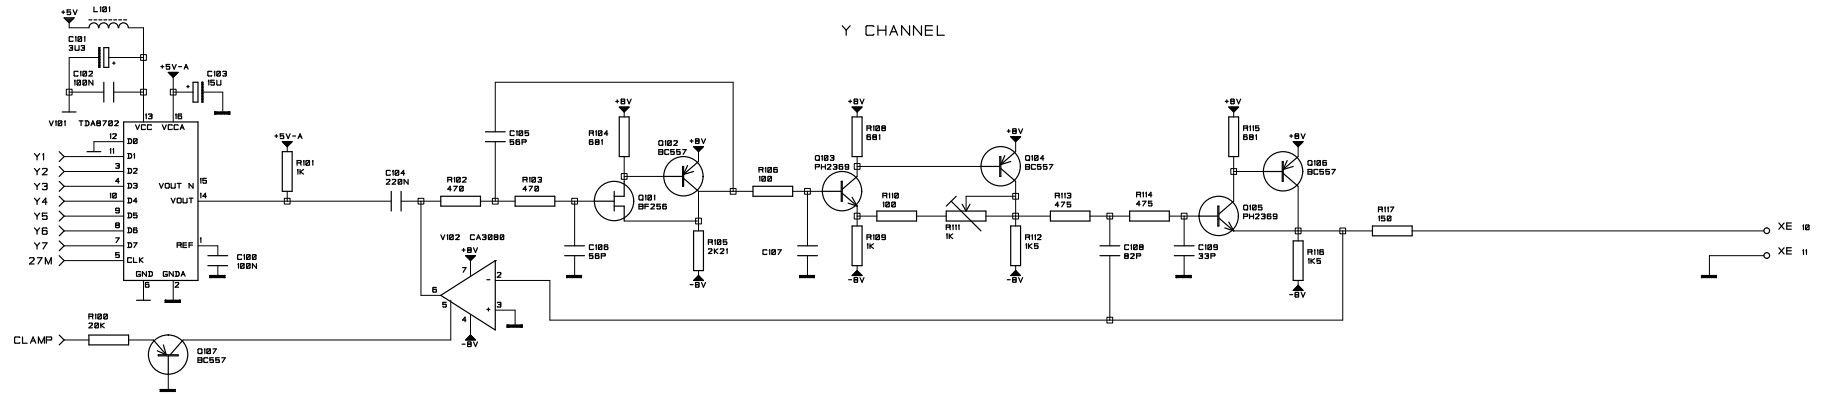 Y CHANNEL
+5V
L101
C101
3U3
+
C102
100N
+5V-A
C103
15U
+
V101 TDA8702
13
16
VCC VCCA
12
D0
11
D1
3
D2
4
D3
10
D4
9
D5
8
D6
7
D7
5
CLK
Y1
Y2
Y3
Y4
Y5
Y6
Y7
27M
VOUT N
15
VOUT
14
REF
1
GND GNDA
6
2
C100
100N
+5V-A
R101
1K
CLAMP
R100
20K
Q107
BC557
C104
220N
R102
470
R103
470
C105
56P
C106
56P
+8V
R104
681
Q101
BF256
Q102
BC557
+8V
R105
2K21
-8V
V102 CA3080
+8V
7
2
-
6
5
3
+
4
-8V
R106
100
C107
+8V
R108
681
Q103
PH2369
R109
1K
-8V
R110
100
R111
1K
+8V
Q104
BC557
R112
1K5
-8V
R113
475
R114
475
C108
82P
C109
33P
+8V
R115
681
Q105
PH2369
+8V
Q106
BC557
R116
1K5
-8V
R117
150
XE 10
XE 11